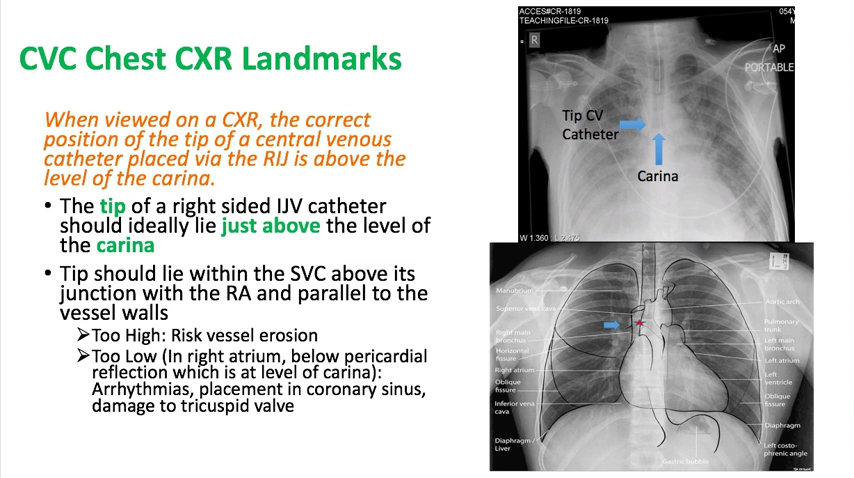 CVC Chest CXR Landmarks
When viewed on a CXR, the correct
position of the tip of a central venous
catheter placed via the RIJ is above the
level of the carina.
• The tip of a right sided IJV catheter
should ideally lie just above the level of
the carina
• Tip should lie within the SVC above its
junction with the RA and parallel to the
vessel walls
➢Too High: Risk vessel erosion
➢Too Low (In right atrium, below pericardial
reflection which is at level of carina):
Arrhythmias, placement in coronary sinus,
damage to tricuspid valve
ACCES#CR-1819
TEACHINGFILE-CR-1819
054Y
M
R
AP
PORTABLE
Tip CV
Catheter
Carina
W 1.360
Manubrium
Superior vena cava
Right main
bronchus
Horizontal
fissure
Right atrium
Oblique
fissure
Inferior vena
cava
Diaphragm /
Liver
Aortic arch
Pulmonary
trunk
Left main
bronchus
Left atrium
Left
ventricle
Oblique
fissure
Diaphragm
Left costo-
phrenic angle
Gastric bubble